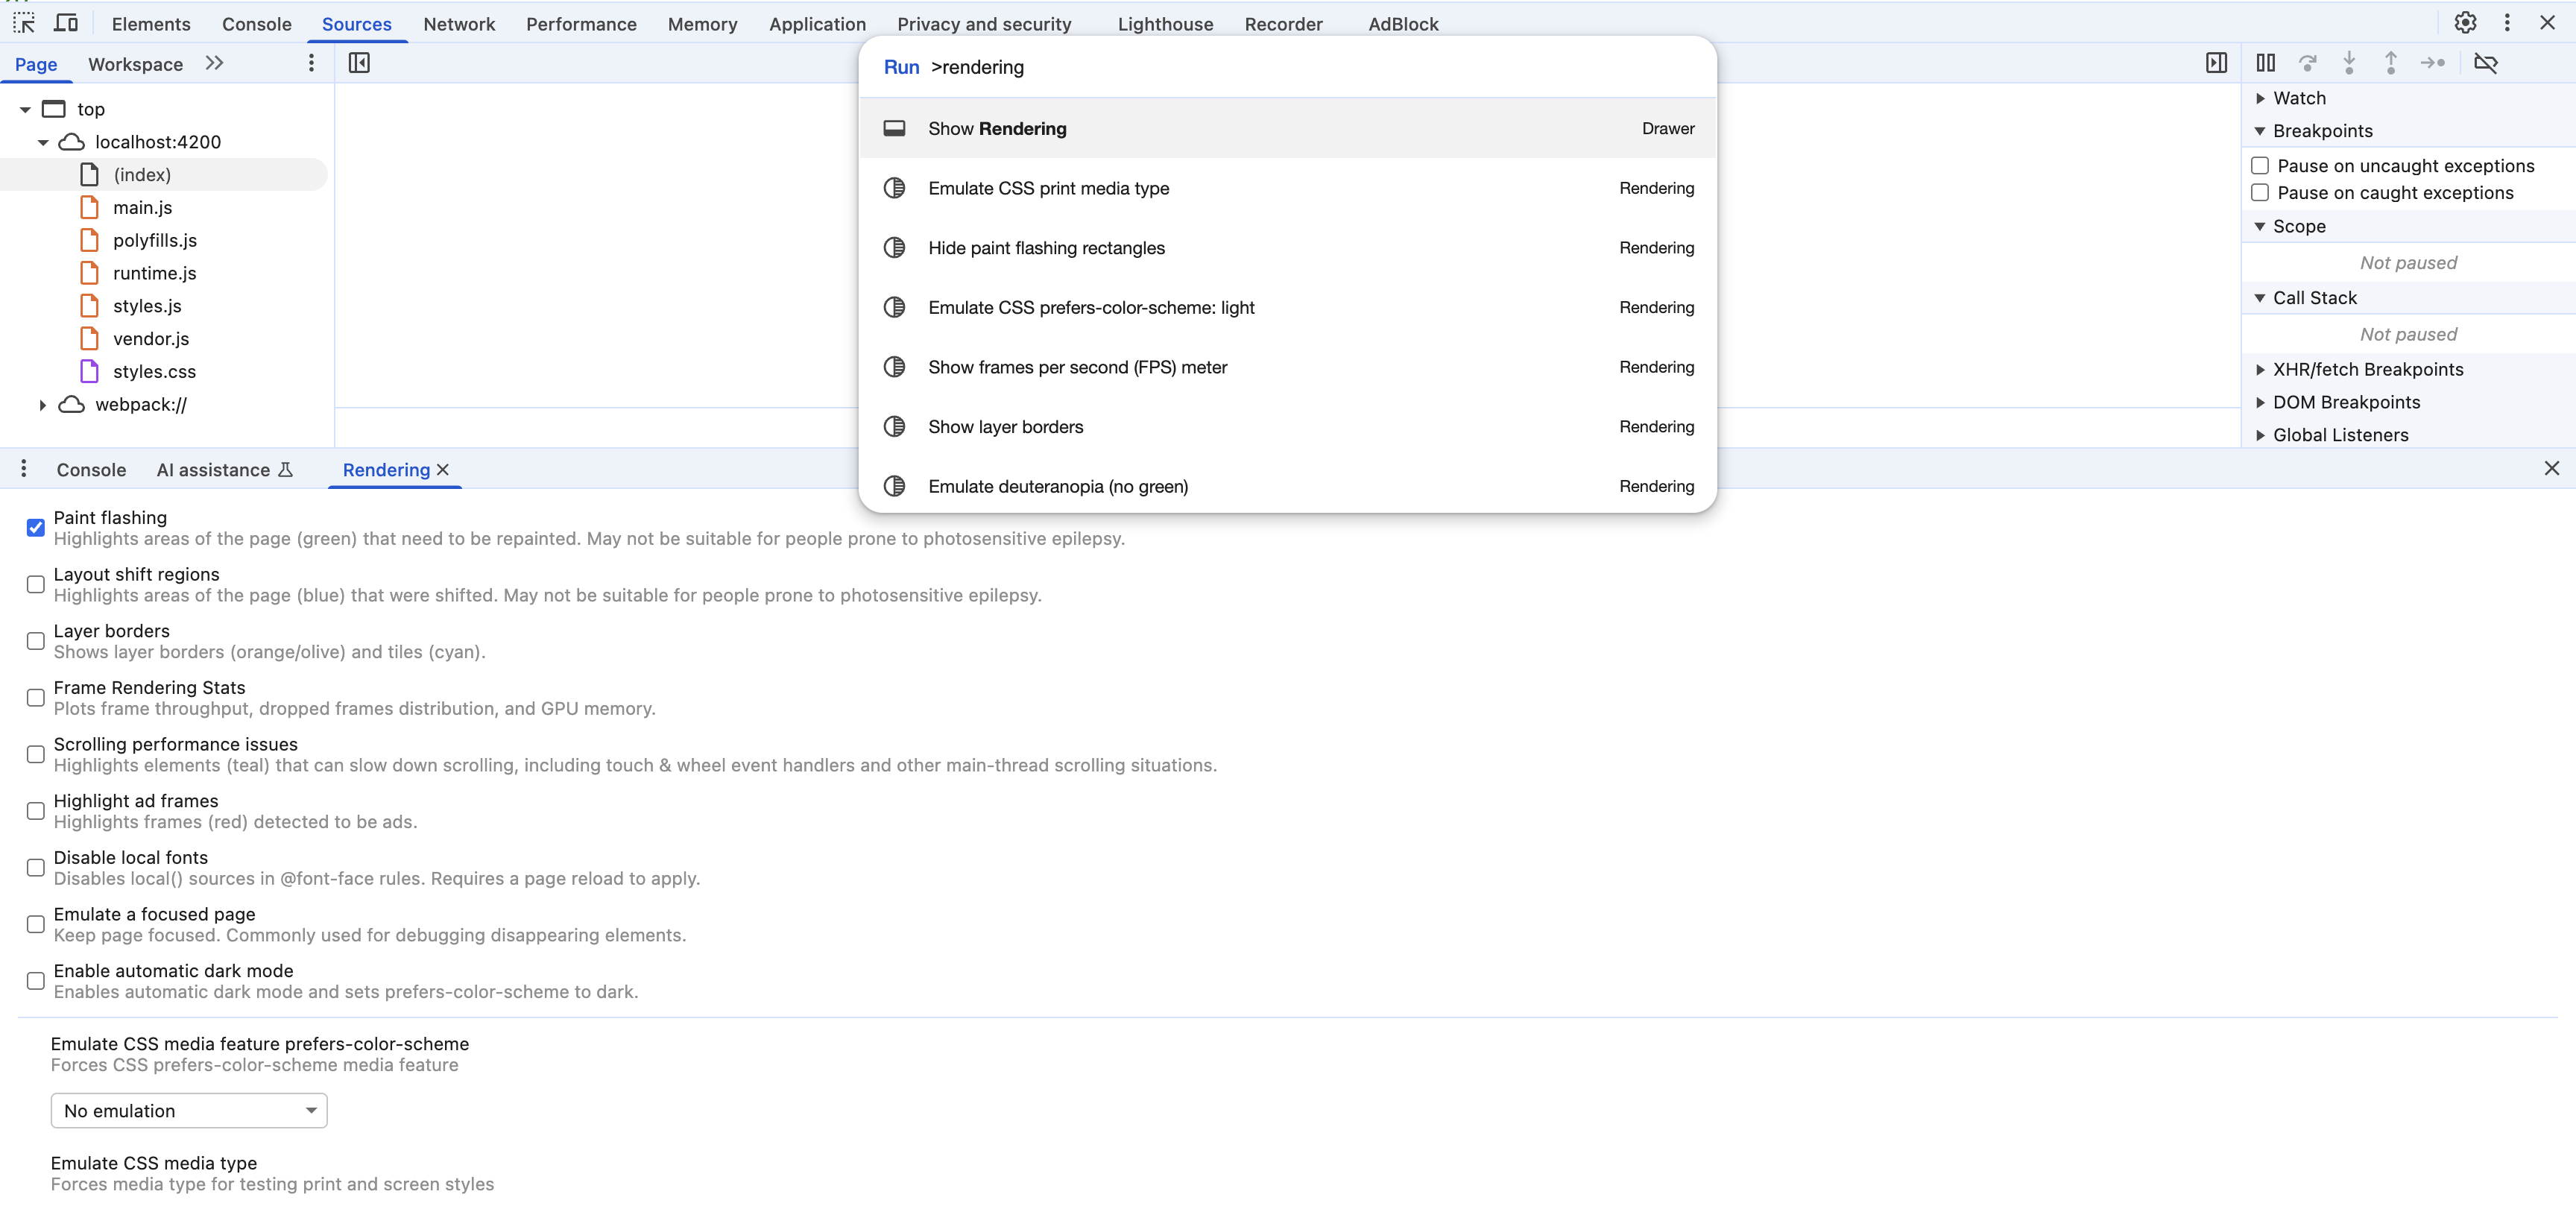 Elements Console Sources Network Performance Memory Application Privacy and security Lighthouse Recorder AdBlock
Page Workspace
top
localhost:4200
(index)
main.js
polyfills.js
runtime.js
styles.js
vendor.js
styles.css
webpack://
Run >rendering
Show Rendering Drawer
Emulate CSS print media type Rendering
Hide paint flashing rectangles Rendering
Emulate CSS prefers-color-scheme: light Rendering
Show frames per second (FPS) meter Rendering
Show layer borders Rendering
Emulate deuteranopia (no green) Rendering
Watch
Breakpoints
Pause on uncaught exceptions
Pause on caught exceptions
Scope
Not paused
Call Stack
Not paused
XHR/fetch Breakpoints
DOM Breakpoints
Global Listeners
Console AI assistance Rendering
Paint flashing
Highlights areas of the page (green) that need to be repainted. May not be suitable for people prone to photosensitive epilepsy.
Layout shift regions
Highlights areas of the page (blue) that were shifted. May not be suitable for people prone to photosensitive epilepsy.
Layer borders
Shows layer borders (orange/olive) and tiles (cyan).
Frame Rendering Stats
Plots frame throughput, dropped frames distribution, and GPU memory.
Scrolling performance issues
Highlights elements (teal) that can slow down scrolling, including touch & wheel event handlers and other main-thread scrolling situations.
Highlight ad frames
Highlights frames (red) detected to be ads.
Disable local fonts
Disables local() sources in @font-face rules. Requires a page reload to apply.
Emulate a focused page
Keep page focused. Commonly used for debugging disappearing elements.
Enable automatic dark mode
Enables automatic dark mode and sets prefers-color-scheme to dark.
Emulate CSS media feature prefers-color-scheme
Forces CSS prefers-color-scheme media feature
No emulation
Emulate CSS media type
Forces media type for testing print and screen styles